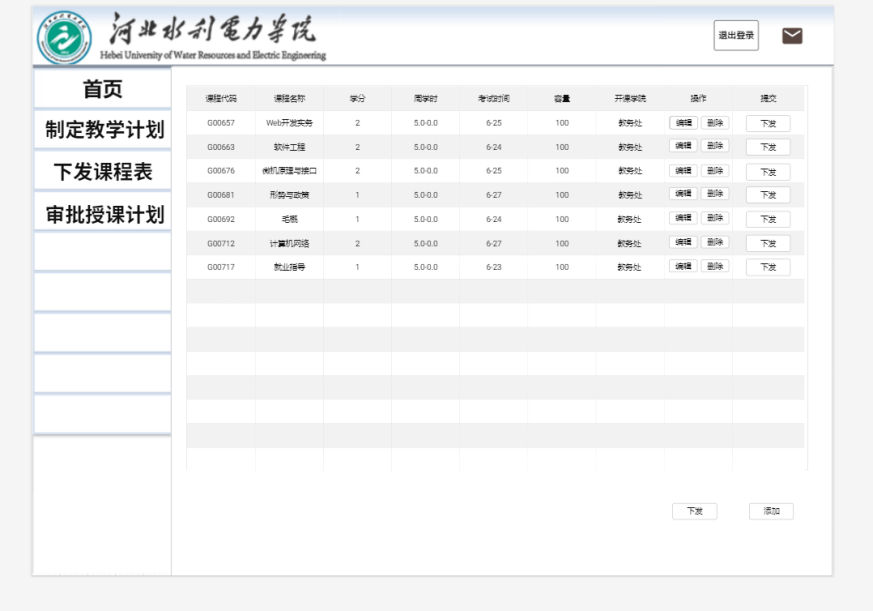 河北水利電力学院
Hebei University of Water Resources and Electric Engineering
退出登录
首页
制定教学计划
下发课程表
审批授课计划
课程代码 课程名称 学分 周学时 考试时间 容量 开课学院 操作 提交
G00657 Web开发实务 2 5.0-0.0 6-25 100 教务处 编辑 删除 下发
G00663 软件工程 2 5.0-0.0 6-24 100 教务处 编辑 删除 下发
G00676 微机原理与接口 2 5.0-0.0 6-25 100 教务处 编辑 删除 下发
G00681 形势与政策 1 5.0-0.0 6-27 100 教务处 编辑 删除 下发
G00692 毛概 1 5.0-0.0 6-24 100 教务处 编辑 删除 下发
G00712 计算机网络 2 5.0-0.0 6-27 100 教务处 编辑 删除 下发
G00717 就业指导 1 5.0-0.0 6-23 100 教务处 编辑 删除 下发
下发 添加